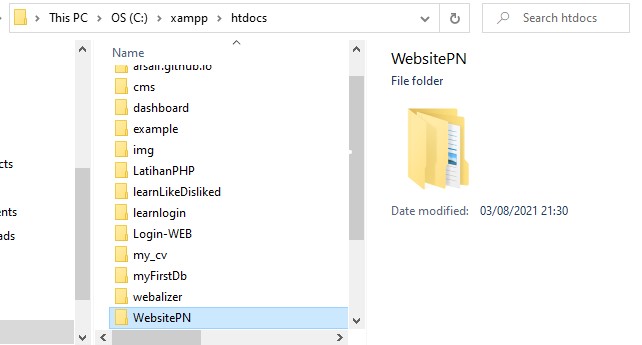 This PC > OS (C:) > xampp > htdocs
Search htdocs
Name
arsail.github.io
cms
dashboard
example
img
LatihanPHP
learnLikeDisliked
learnlogin
Login-WEB
my_cv
myFirstDb
webalizer
WebsitePN
cts
ents
ads
WebsitePN
File folder
Date modified: 03/08/2021 21:30